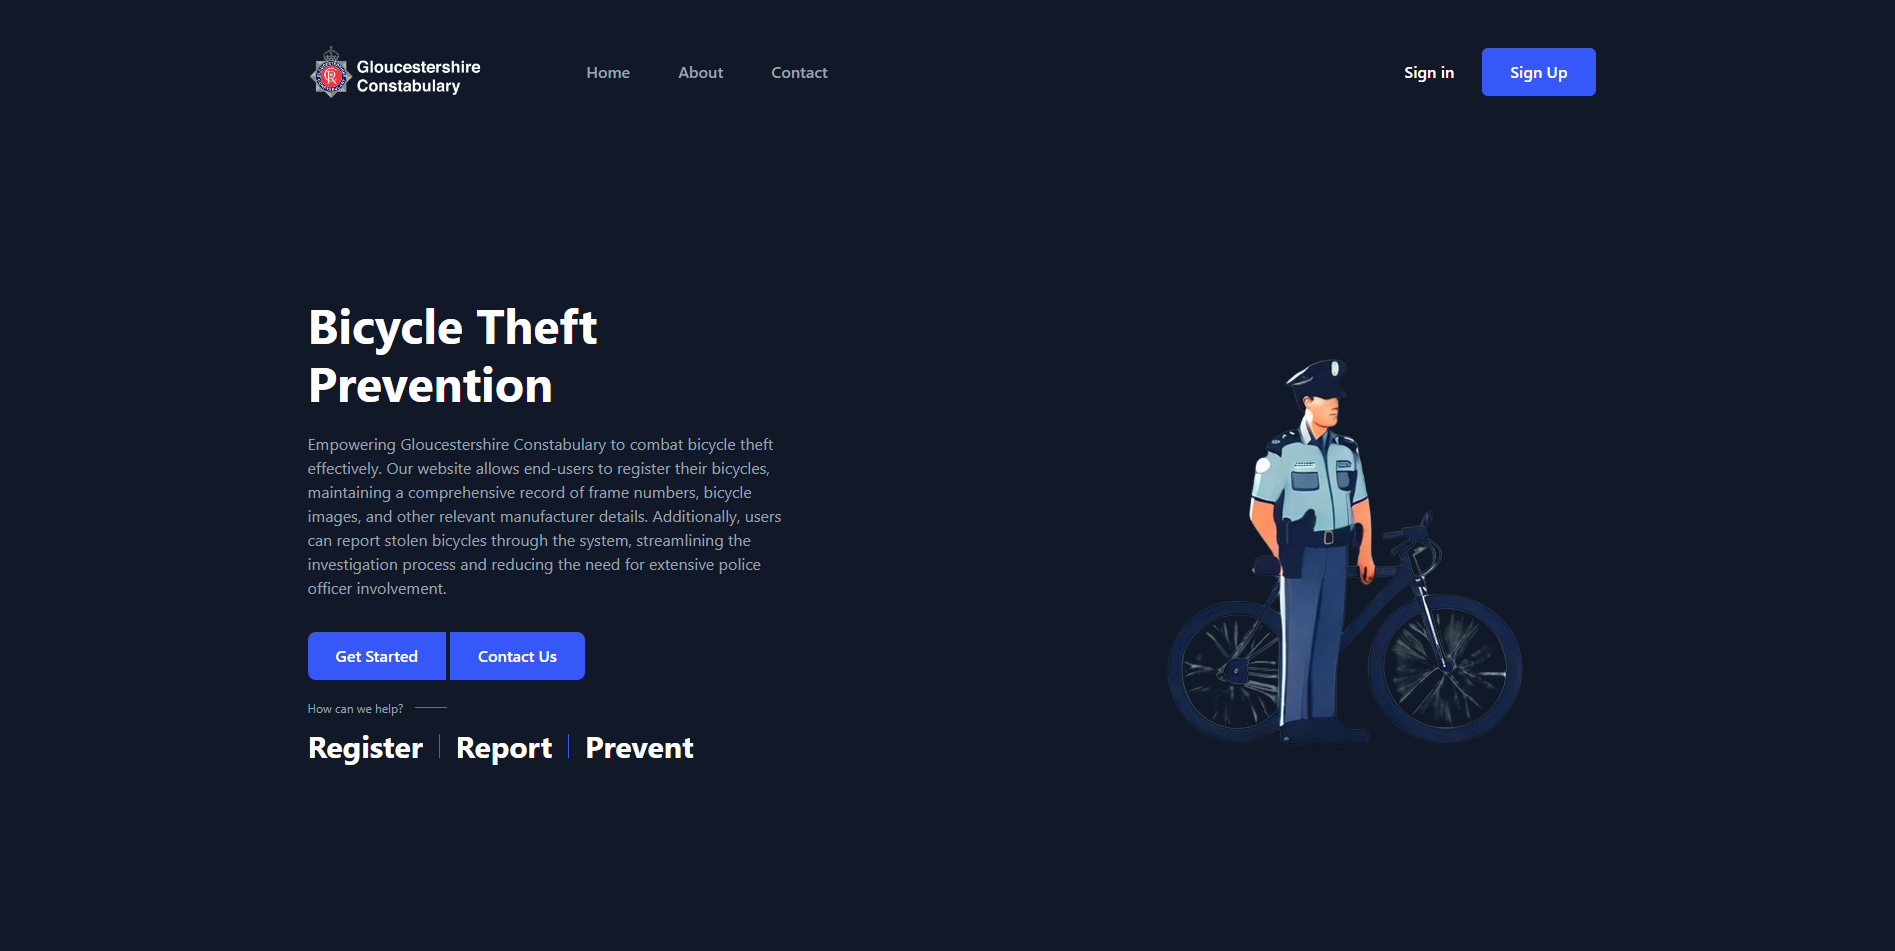 Gloucestershire
Constabulary
Home About Contact
Sign in Sign Up
Bicycle Theft
Prevention
Empowering Gloucestershire Constabulary to combat bicycle theft
effectively. Our website allows end-users to register their bicycles,
maintaining a comprehensive record of frame numbers, bicycle
images, and other relevant manufacturer details. Additionally, users
can report stolen bicycles through the system, streamlining the
investigation process and reducing the need for extensive police
officer involvement.
Get Started Contact Us
How can we help?
Register Report Prevent